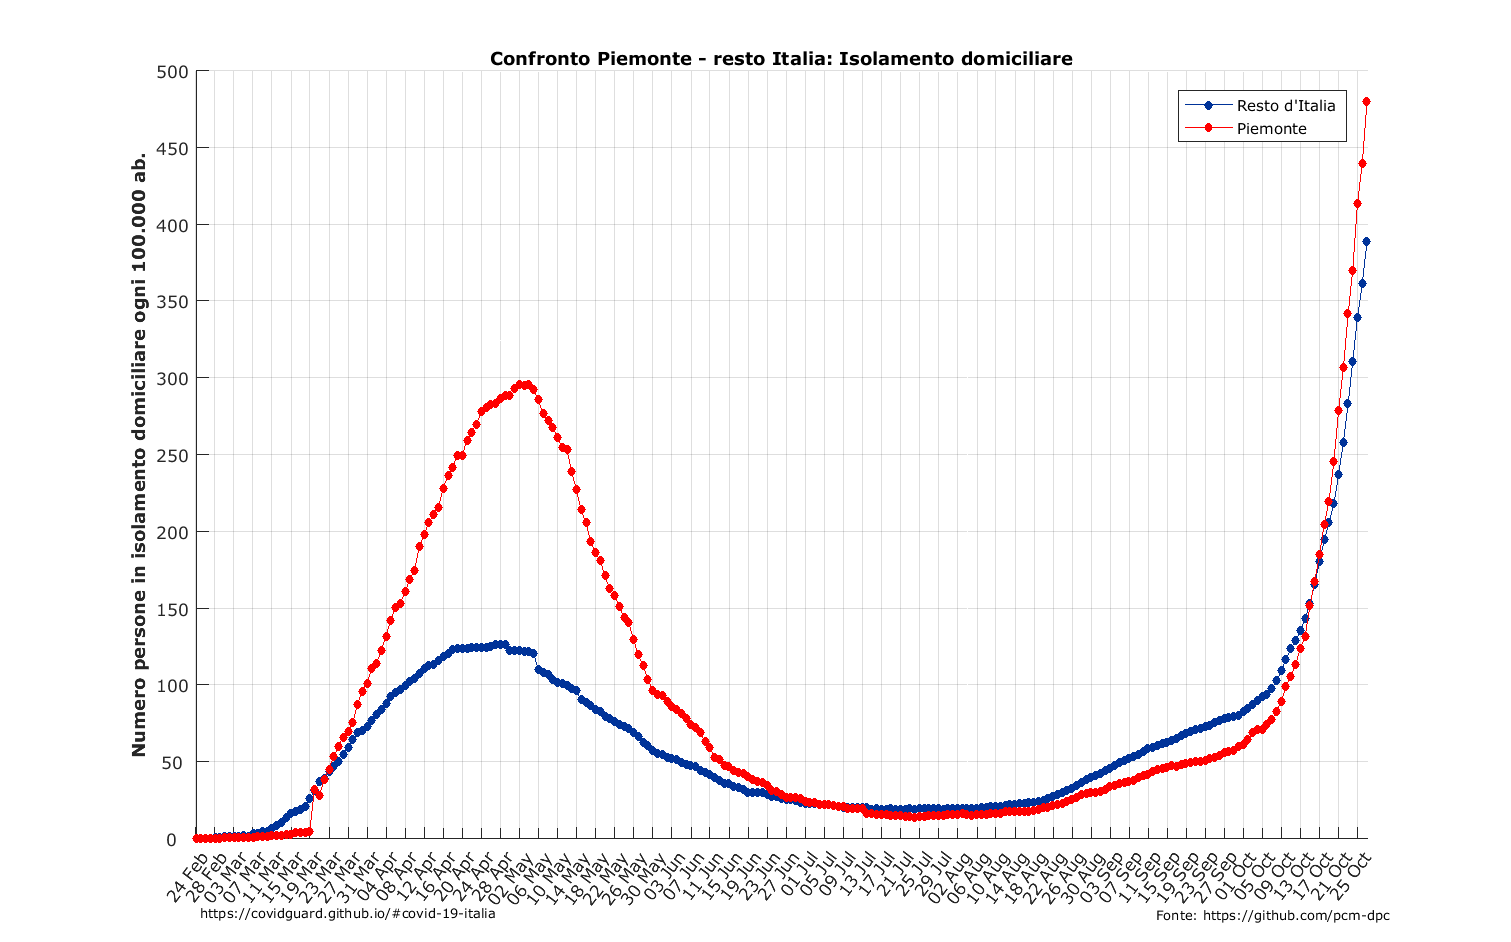 Confronto Piemonte - resto Italia: Isolamento domiciliare
Numero persone in isolamento domiciliare ogni 100.000 ab.
500
450
400
350
300
250
200
150
100
50
0
Resto d'Italia
Piemonte
24 Feb
28 Feb
03 Mar
07 Mar
11 Mar
15 Mar
19 Mar
23 Mar
27 Mar
31 Mar
04 Apr
08 Apr
12 Apr
16 Apr
20 Apr
24 Apr
28 Apr
02 May
06 May
10 May
14 May
18 May
22 May
26 May
30 May
03 Jun
07 Jun
11 Jun
15 Jun
19 Jun
23 Jun
27 Jun
01 Jul
05 Jul
09 Jul
13 Jul
17 Jul
21 Jul
25 Jul
29 Jul
02 Aug
06 Aug
10 Aug
14 Aug
18 Aug
22 Aug
26 Aug
30 Aug
03 Sep
07 Sep
11 Sep
15 Sep
19 Sep
23 Sep
27 Sep
01 Oct
05 Oct
09 Oct
13 Oct
17 Oct
21 Oct
25 Oct
https://covidguard.github.io/#covid-19-italia
Fonte: https://github.com/pcm-dpc